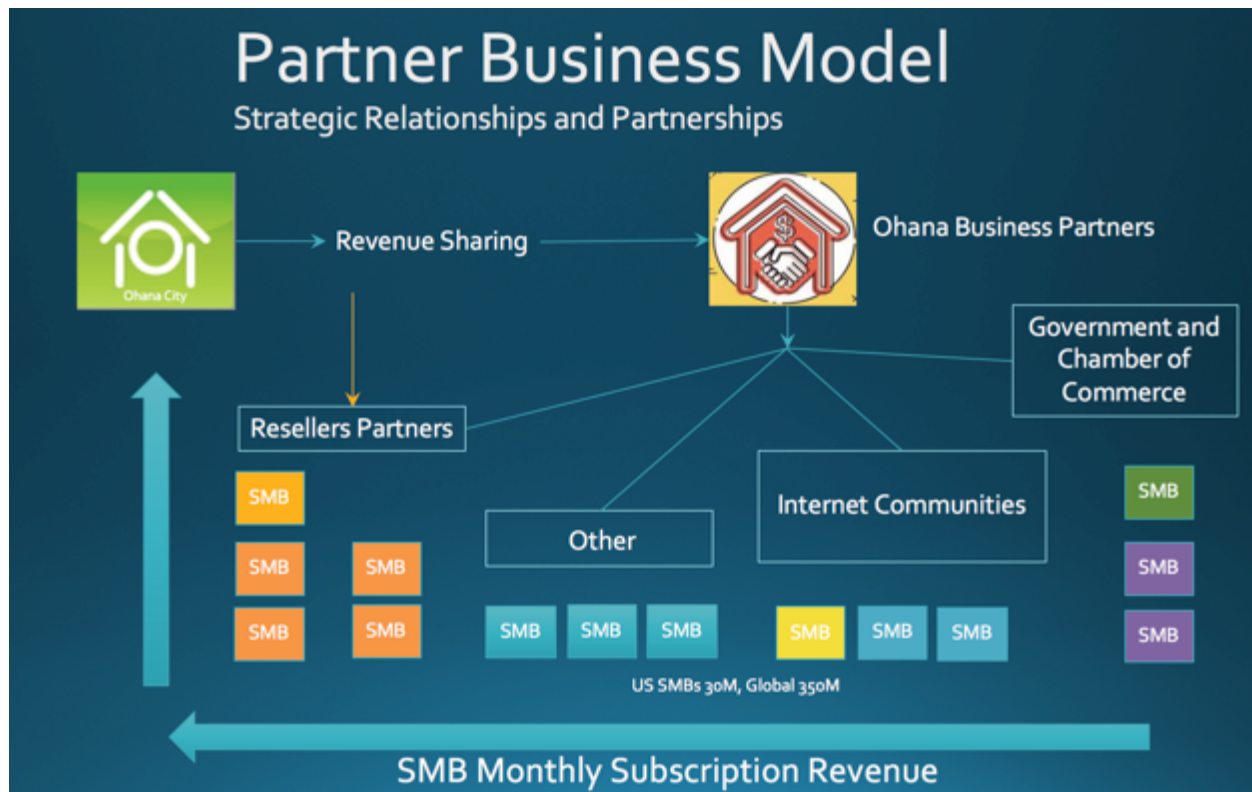 Partner Business Model
Strategic Relationships and Partnerships
Ohana City
Revenue Sharing
$
Ohana Business Partners
Government and
Chamber of
Commerce
Resellers Partners
Internet Communities
Other
SMB
SMB
SMB
SMB
SMB
SMB
SMB
SMB
SMB
SMB
SMB
SMB
SMB
SMB
US SMBs 30M, Global 350M
SMB Monthly Subscription Revenue